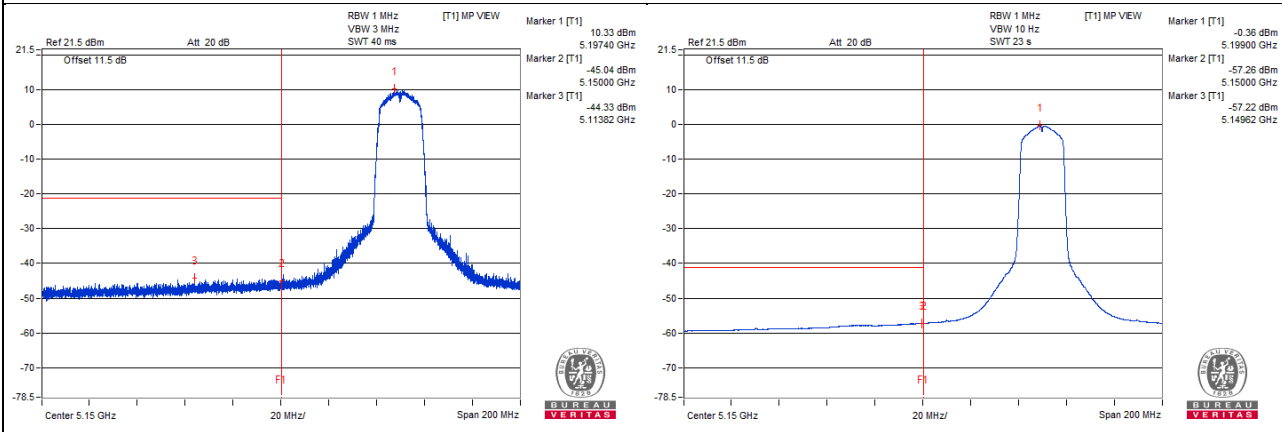 RBW 1 MHz
[T1] MP VIEW
VBW 3 MHz
Ref 21.5 dBm
Att 20 dB
SWT 40 ms
Marker 1 [T1]
10.33 dBm
5.19740 GHz
Marker 2 [T1]
-45.04 dBm
5.15000 GHz
Marker 3 [T1]
-44.33 dBm
5.11382 GHz
21.5
Offset 11.5 dB
10
0
-10
-20
-30
-40
-50
-60
-70
-78.5
1
3
2
F1
Center 5.15 GHz
20 MHz/
Span 200 MHz
BUREAU VERITAS
1828
BUREAU
VERITAS
RBW 1 MHz
[T1] MP VIEW
VBW 10 Hz
Ref 21.5 dBm
Att 20 dB
SWT 23 s
Marker 1 [T1]
-0.36 dBm
5.19900 GHz
Marker 2 [T1]
-57.26 dBm
5.15000 GHz
Marker 3 [T1]
-57.22 dBm
5.14962 GHz
21.5
Offset 11.5 dB
10
0
-10
-20
-30
-40
-50
-60
-70
-78.5
1
2
F1
Center 5.15 GHz
20 MHz/
Span 200 MHz
BUREAU VERITAS
1828
BUREAU
VERITAS